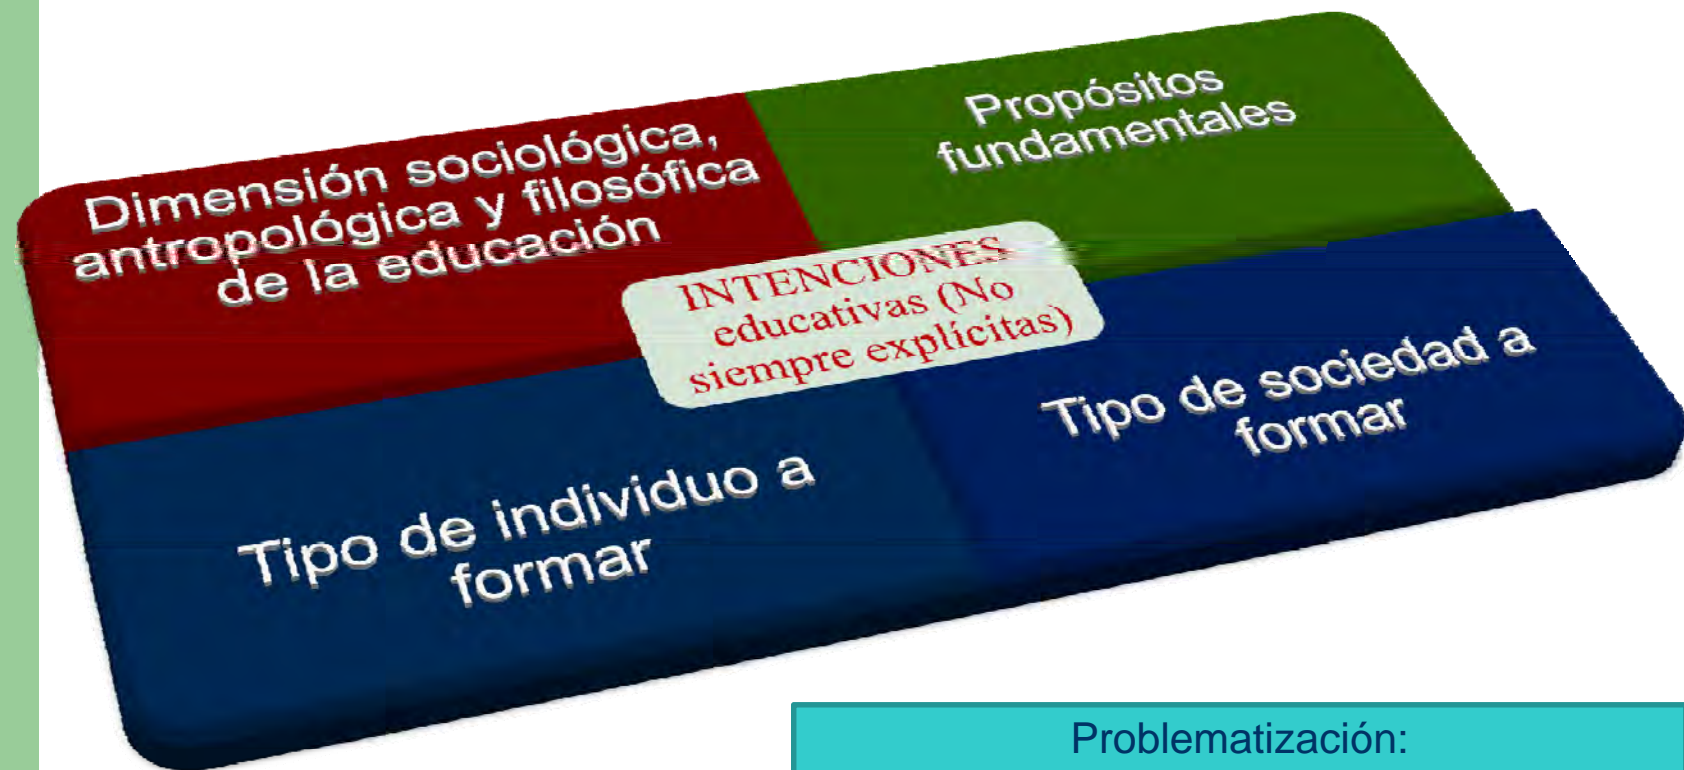 Dimensión sociológica,
antropológica y filosófica
de la educación
Propósitos
fundamentales
INTENCIONES
educativas (No
siempre explícitas)
Tipo de individuo a
formar
Tipo de sociedad a
formar
Problematización: